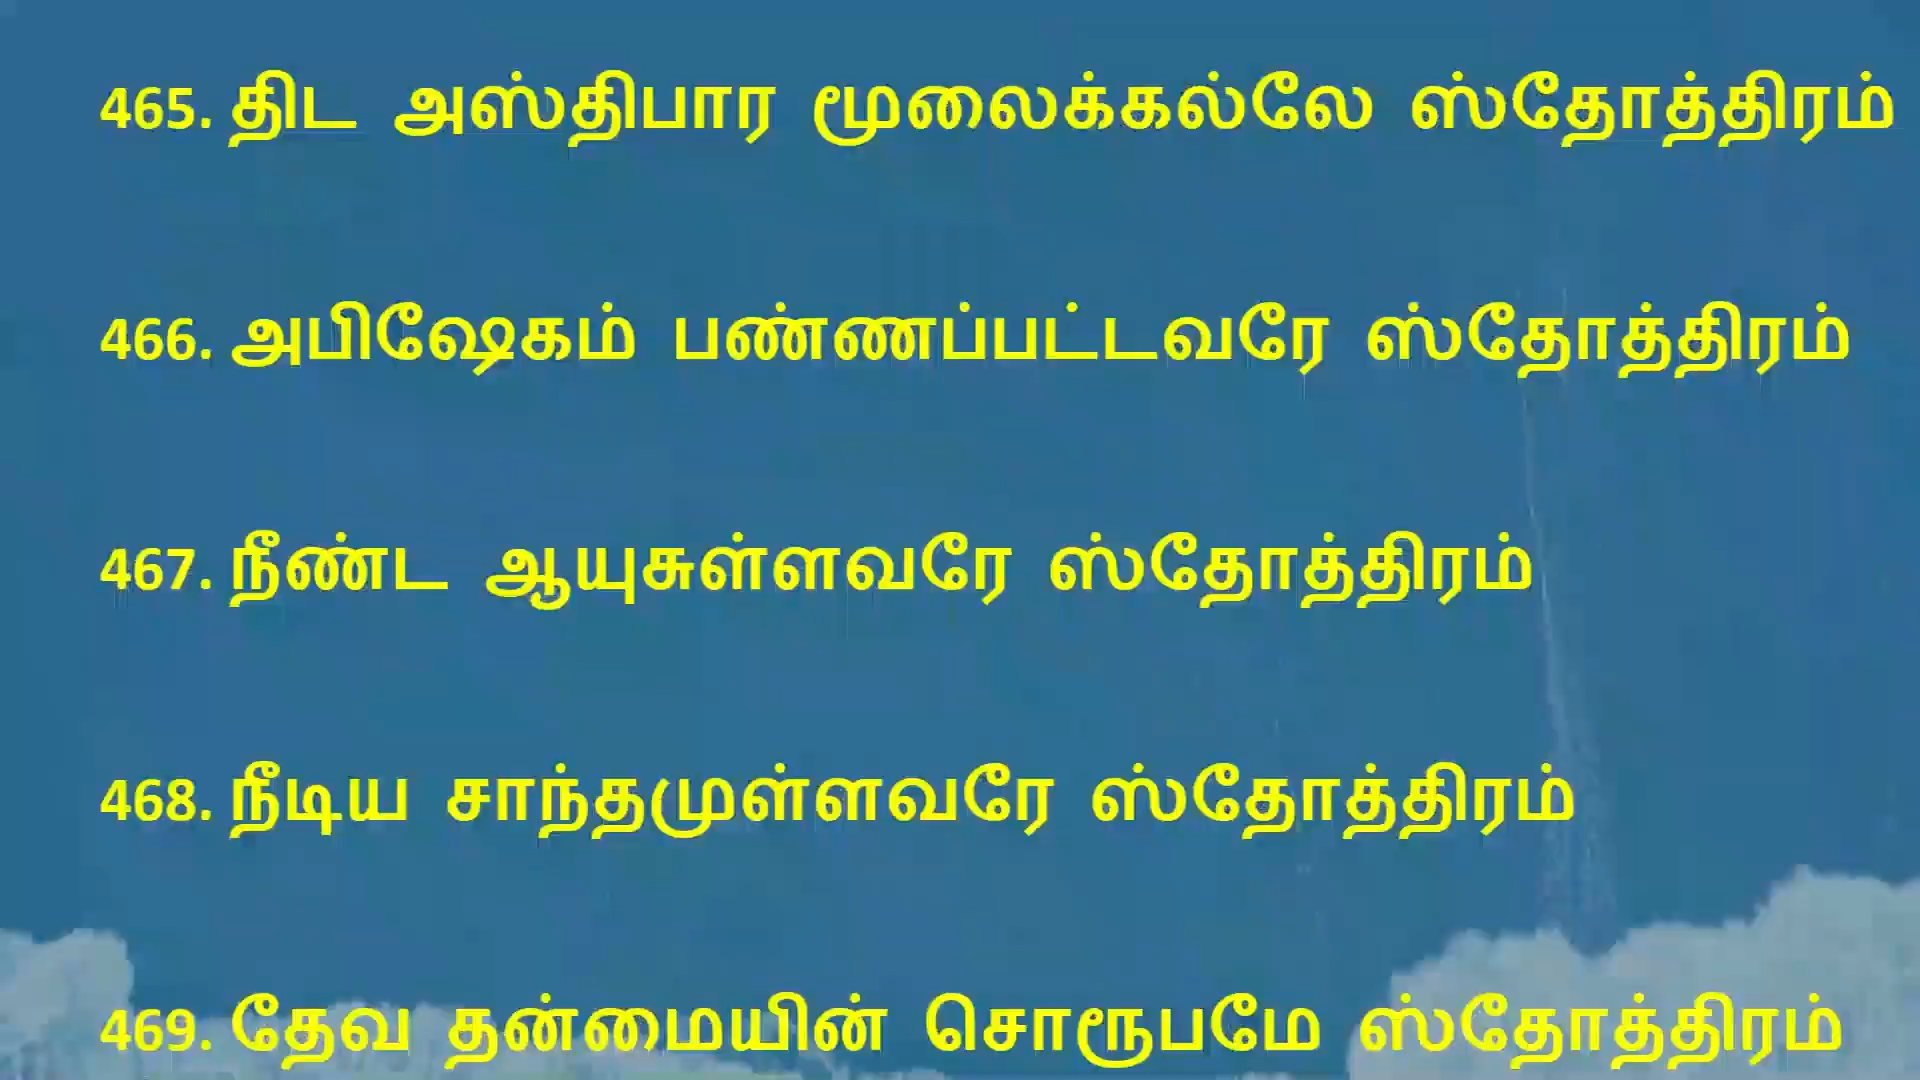 465. திட அஸ்திபார மூலைக்கல்லே ஸ்தோத்திரம்
466. அபிஷேகம் பண்ணப்பட்டவரே ஸ்தோத்திரம்
467. நீண்ட ஆயுசுள்ளவரே ஸ்தோத்திரம்
468. நீடிய சாந்தமுள்ளவரே ஸ்தோத்திரம்
469. தேவ தன்மையின் சொரூபமே ஸ்தோத்திரம்